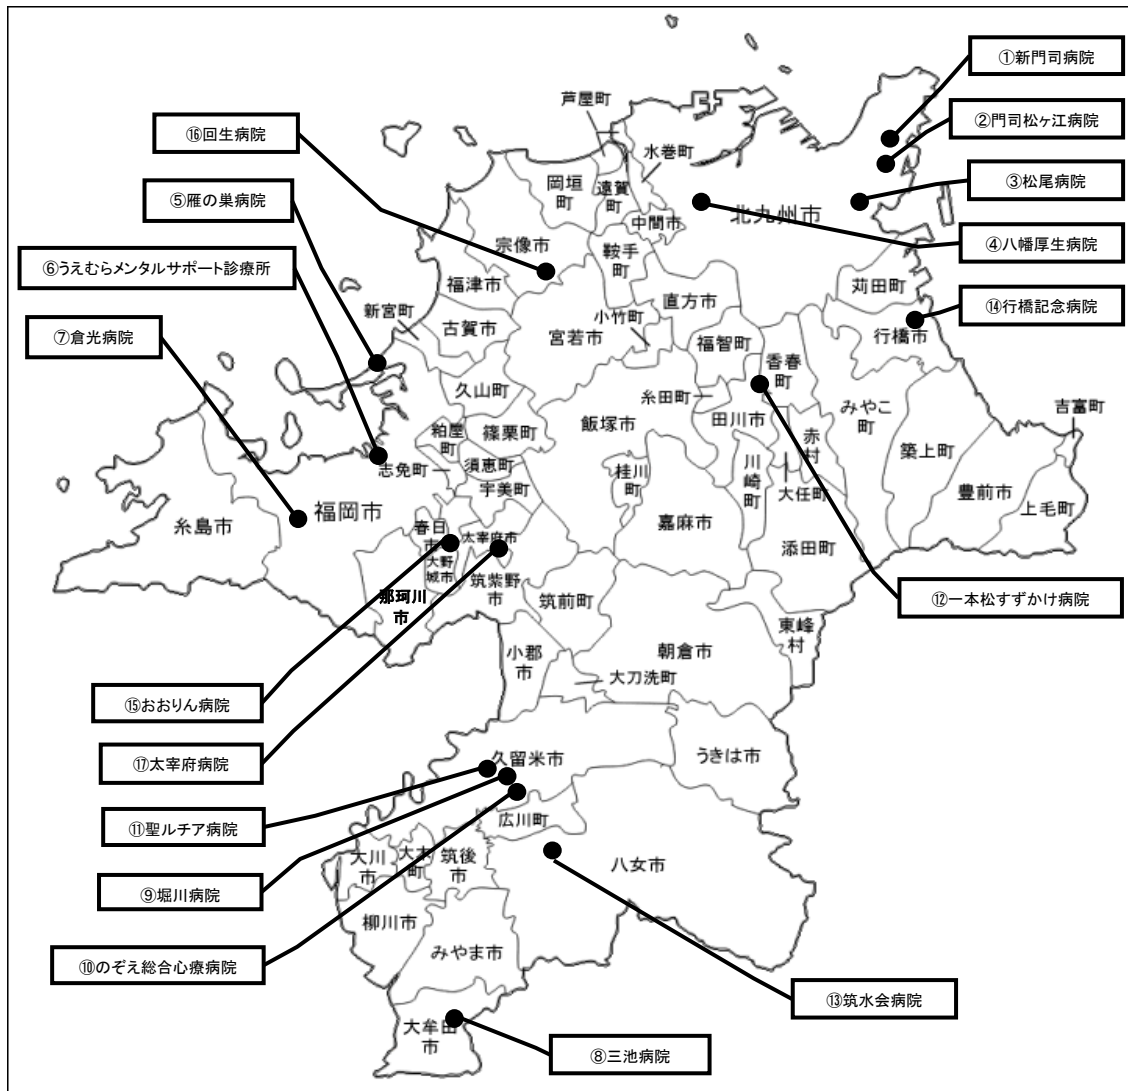 ①新門司病院
芦屋町
②門司松ヶ江病院
⑯回生病院
水巻町
岡垣
町
遠賀
町
③松尾病院
⑤雁の巣病院
北九州市
中間市
宗像市
④八幡厚生病院
鞍手
町
⑥うえむらメンタルサポート診療所
福津市
直方市
苅田町
新宮町
小竹町
⑭行橋記念病院
⑦倉光病院
古賀市
宮若市
福智町
行橋市
香春
町
久山町
糸田町
みやこ
町
吉富町
田川市
粕屋
町
篠栗町
飯塚市
赤
村
築上町
志免町
須恵町
桂川
町
川
崎
町
宇美町
大任町
豊前市
上毛町
福岡市
糸島市
春日
市
太宰府市
嘉麻市
添田町
大野
城市
筑紫野
市
筑前町
那珂川
市
⑫一本松すずかけ病院
東峰
村
小郡
市
朝倉市
大刀洗町
⑮おおりん病院
うきは市
⑰太宰府病院
久留米市
広川町
⑪聖ルチア病院
大川
市
大木
町
筑後
市
八女市
⑨堀川病院
柳川市
みやま市
⑩のぞえ総合心療病院
⑬筑水会病院
大牟田
市
⑧三池病院